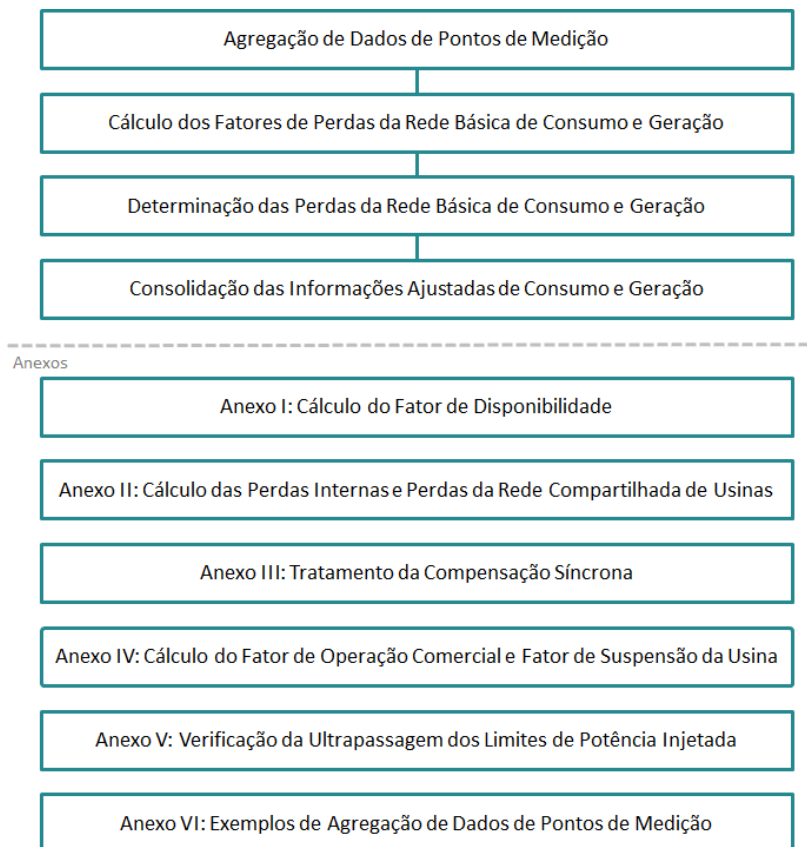 Agregação de Dados de Pontos de Medição
Cálculo dos Fatores de Perdas da Rede Básica de Consumo e Geração
Determinação das Perdas da Rede Básica de Consumo e Geração
Consolidação das Informações Ajustadas de Consumo e Geração
Anexos
Anexo I: Cálculo do Fator de Disponibilidade
Anexo II: Cálculo das Perdas Internas e Perdas da Rede Compartilhada de Usinas
Anexo III: Tratamento da Compensação Síncrona
Anexo IV: Cálculo do Fator de Operação Comercial e Fator de Suspensão da Usina
Anexo V: Verificação da Ultrapassagem dos Limites de Potência Injetada
Anexo VI: Exemplos de Agregação de Dados de Pontos de Medição